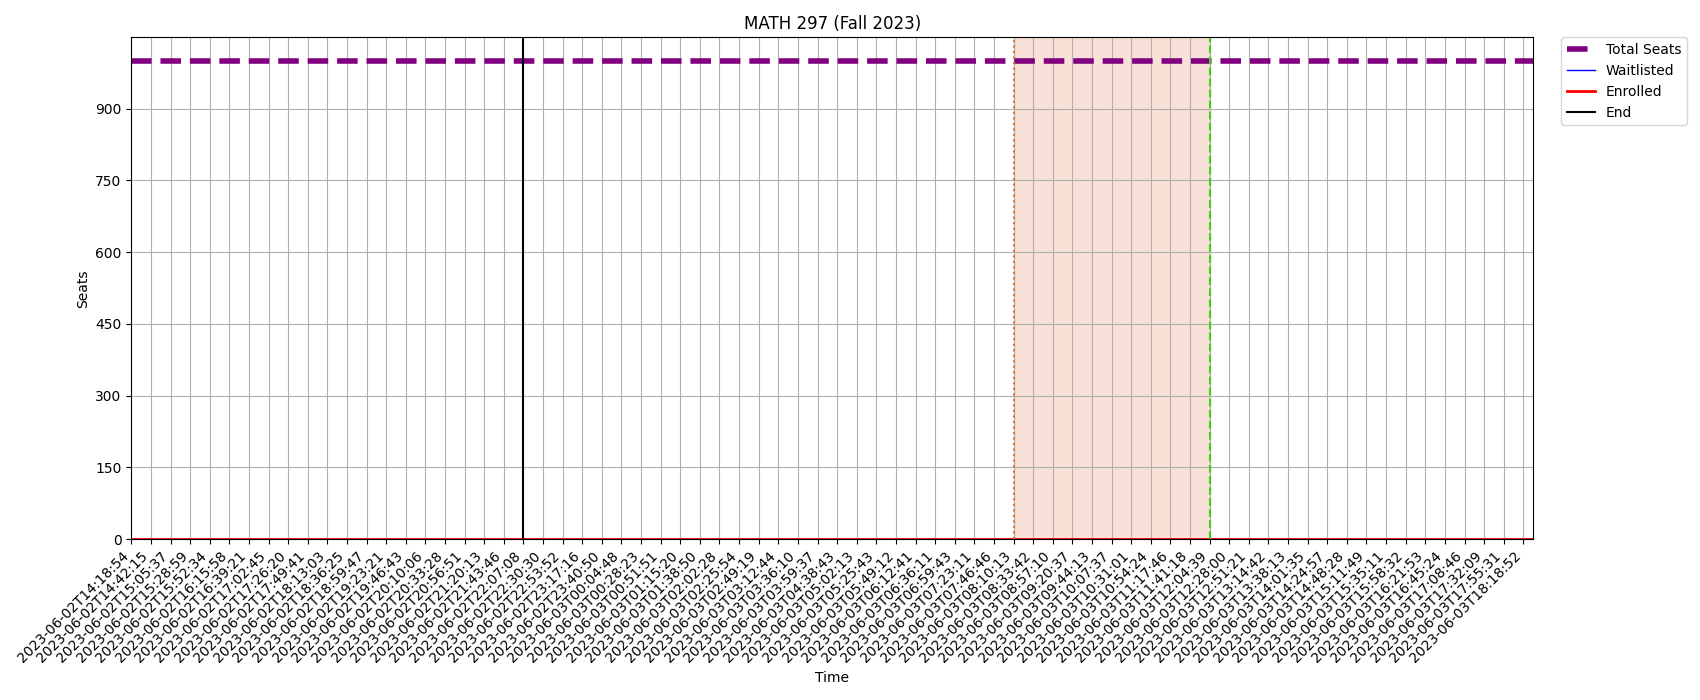 MATH 297 (Fall 2023)
Total Seats
Waitlisted
Enrolled
End
900
750
600
450
300
150
0
Seats
2023-06-02T14:18:54
2023-06-02T14:42:15
2023-06-02T15:05:37
2023-06-02T15:28:59
2023-06-02T15:52:34
2023-06-02T16:15:58
2023-06-02T16:39:21
2023-06-02T17:02:45
2023-06-02T17:26:20
2023-06-02T17:49:41
2023-06-02T18:13:03
2023-06-02T18:36:25
2023-06-02T18:59:47
2023-06-02T19:23:21
2023-06-02T19:46:43
2023-06-02T20:10:06
2023-06-02T20:33:28
2023-06-02T20:56:51
2023-06-02T21:20:13
2023-06-02T21:43:46
2023-06-02T22:07:08
2023-06-02T22:30:30
2023-06-02T22:53:52
2023-06-02T23:17:16
2023-06-02T23:40:50
2023-06-03T00:04:48
2023-06-03T00:28:23
2023-06-03T00:51:51
2023-06-03T01:15:20
2023-06-03T01:38:50
2023-06-03T02:02:28
2023-06-03T02:25:54
2023-06-03T02:49:19
2023-06-03T03:12:44
2023-06-03T03:36:10
2023-06-03T03:59:37
2023-06-03T04:38:43
2023-06-03T05:02:13
2023-06-03T05:25:43
2023-06-03T05:49:12
2023-06-03T06:12:41
2023-06-03T06:36:11
2023-06-03T06:59:43
2023-06-03T07:23:11
2023-06-03T07:46:46
2023-06-03T08:10:13
2023-06-03T08:33:42
2023-06-03T08:57:10
2023-06-03T09:20:37
2023-06-03T09:44:13
2023-06-03T10:07:37
2023-06-03T10:31:01
2023-06-03T10:54:24
2023-06-03T11:17:46
2023-06-03T11:41:18
2023-06-03T12:04:39
2023-06-03T12:28:00
2023-06-03T12:51:21
2023-06-03T13:14:42
2023-06-03T13:38:13
2023-06-03T14:01:35
2023-06-03T14:24:57
2023-06-03T14:48:28
2023-06-03T15:11:49
2023-06-03T15:35:11
2023-06-03T15:58:32
2023-06-03T16:21:53
2023-06-03T16:45:24
2023-06-03T17:08:46
2023-06-03T17:32:09
2023-06-03T17:55:31
2023-06-03T18:18:52
Time